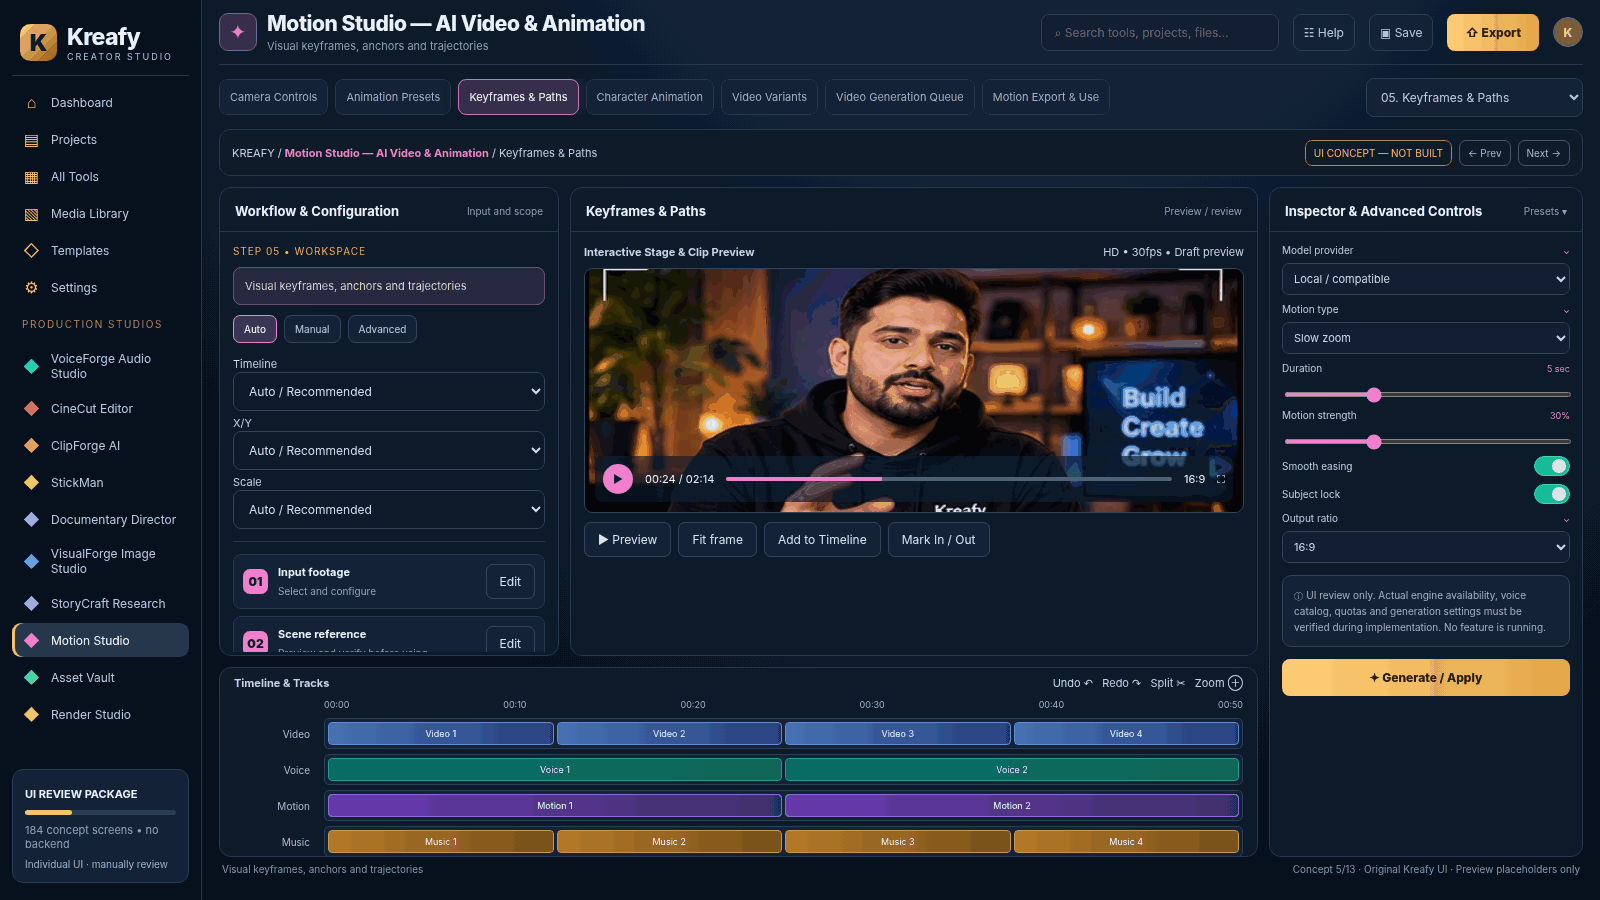 K
Kreafy
CREATOR STUDIO
Dashboard
Projects
All Tools
Media Library
Templates
Settings
PRODUCTION STUDIOS
VoiceForge Audio
Studio
CineCut Editor
ClipForge AI
StickMan
Documentary Director
VisualForge Image
Studio
StoryCraft Research
Motion Studio
Asset Vault
Render Studio
UI REVIEW PACKAGE
184 concept screens • no
backend
Individual UI · manually review
Motion Studio — AI Video & Animation
Visual keyframes, anchors and trajectories
Search tools, projects, files...
Help
Save
Export
K
Camera Controls
Animation Presets
Keyframes & Paths
Character Animation
Video Variants
Video Generation Queue
Motion Export & Use
05. Keyframes & Paths
KREAFY / Motion Studio — AI Video & Animation / Keyframes & Paths
UI CONCEPT — NOT BUILT
← Prev
Next →
Workflow & Configuration
Input and scope
STEP 05 • WORKSPACE
Visual keyframes, anchors and trajectories
Auto
Manual
Advanced
Timeline
Auto / Recommended
X/Y
Auto / Recommended
Scale
Auto / Recommended
01
Input footage
Select and configure
Edit
02
Scene reference
Preview and verify before using
Edit
Keyframes & Paths
Preview / review
Interactive Stage & Clip Preview
HD • 30fps • Draft preview
Build
Create
Grow
00:24 / 02:14
16:9
Kreafy
▶ Preview
Fit frame
Add to Timeline
Mark In / Out
Timeline & Tracks
Undo ↶
Redo ↷
Split ✂
Zoom
00:00
00:10
00:20
00:30
00:40
00:50
Video
Video 1
Video 2
Video 3
Video 4
Voice
Voice 1
Voice 2
Motion
Motion 1
Motion 2
Music
Music 1
Music 2
Music 3
Music 4
Inspector & Advanced Controls
Presets ▾
Model provider
Local / compatible
Motion type
Slow zoom
Duration
5 sec
Motion strength
30%
Smooth easing
Subject lock
Output ratio
16:9
ⓘ UI review only. Actual engine availability, voice
catalog, quotas and generation settings must be
verified during implementation. No feature is running.
✦ Generate / Apply
Visual keyframes, anchors and trajectories
Concept 5/13 · Original Kreafy UI · Preview placeholders only